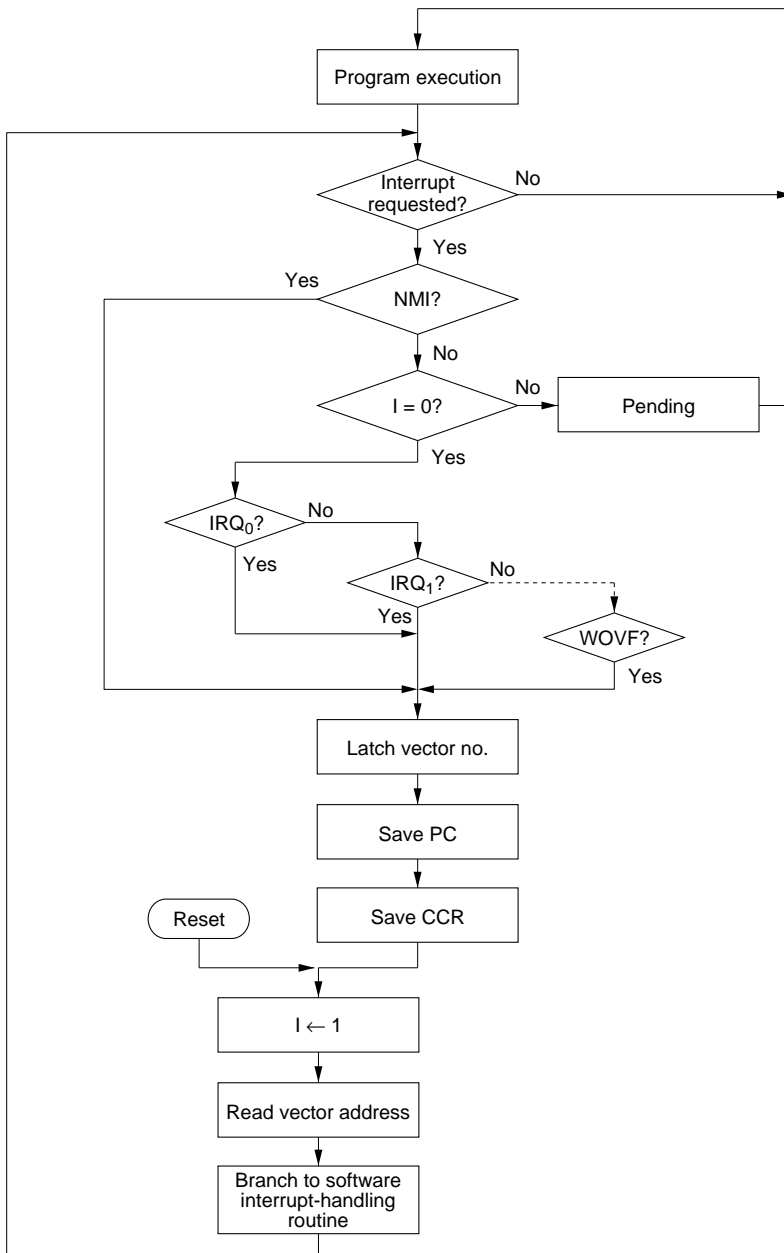 Program execution
Interrupt
requested?
No
Yes
Yes
NMI?
No
I = 0?
No
Pending
Yes
IRQ0?
No
Yes
IRQ1?
No
Yes
WOVF?
Yes
Latch vector no.
Save PC
Save CCR
Reset
I ← 1
Read vector address
Branch to software
interrupt-handling
routine